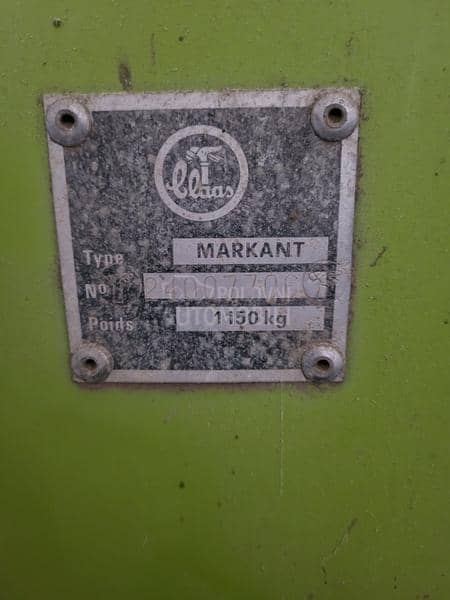 Claas
Type MARKANT
No
Poids 1150 kg